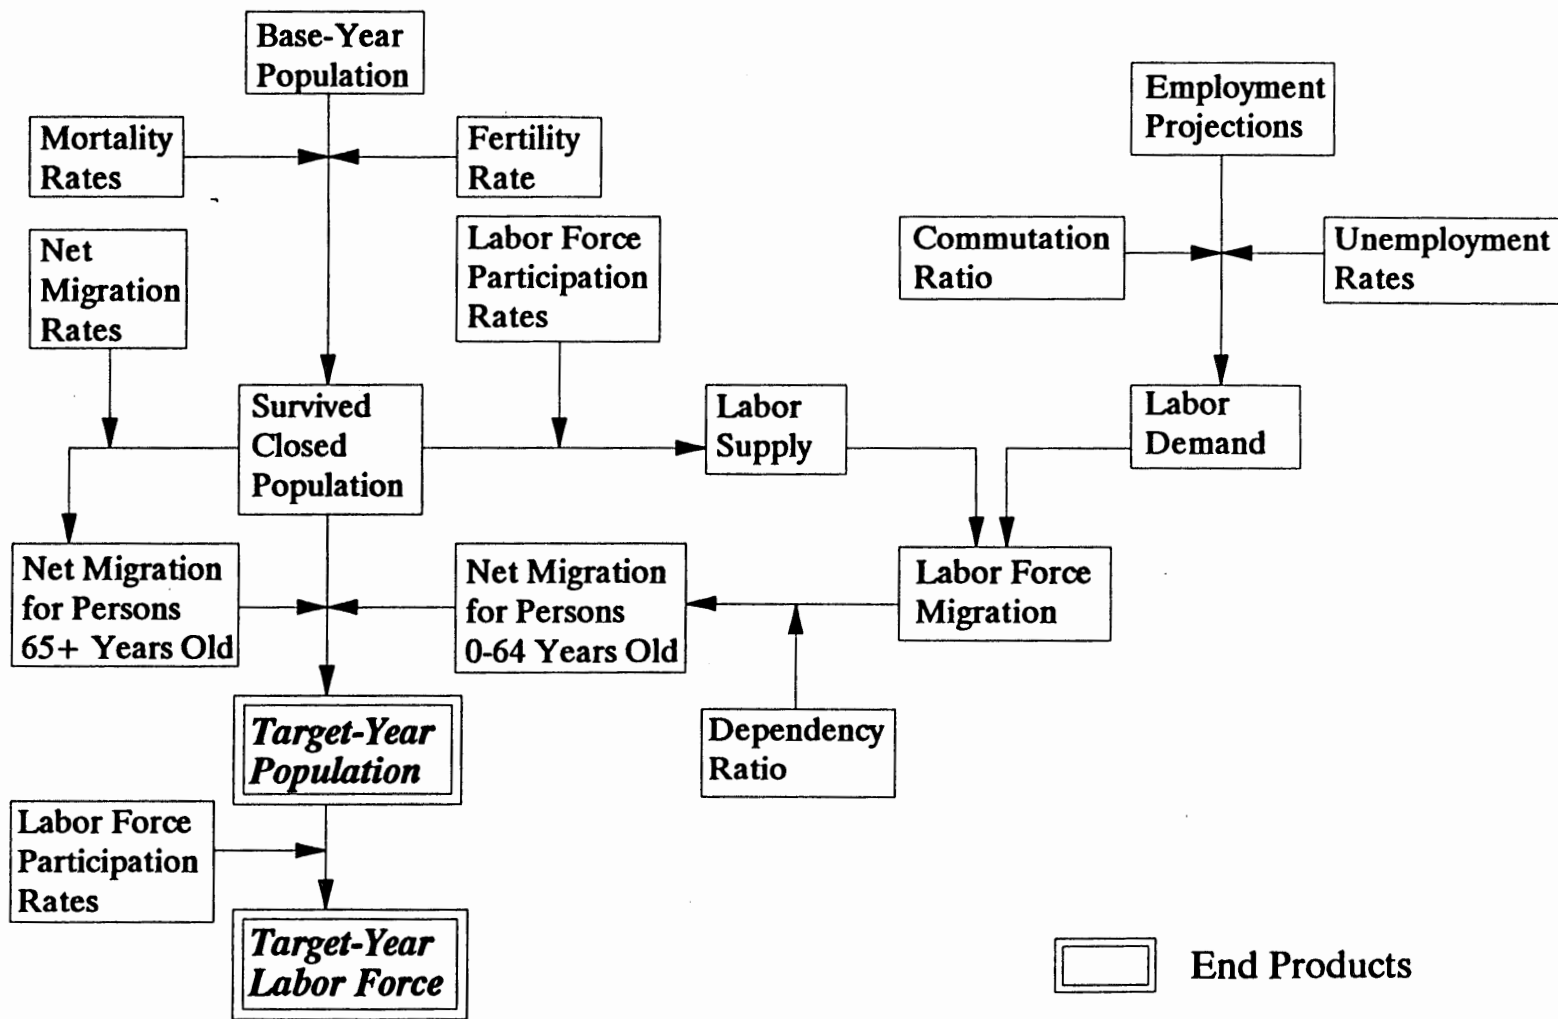 Base-Year
Population
Employment
Projections
Mortality
Rates
Fertility
Rate
Net
Migration
Rates
Labor Force
Participation
Rates
Commutation
Ratio
Unemployment
Rates
Survived
Closed
Population
Labor
Supply
Labor
Demand
Net Migration
for Persons
65+ Years Old
Net Migration
for Persons
0-64 Years Old
Labor Force
Migration
Target-Year
Population
Dependency
Ratio
Labor Force
Participation
Rates
Target-Year
Labor Force
End Products